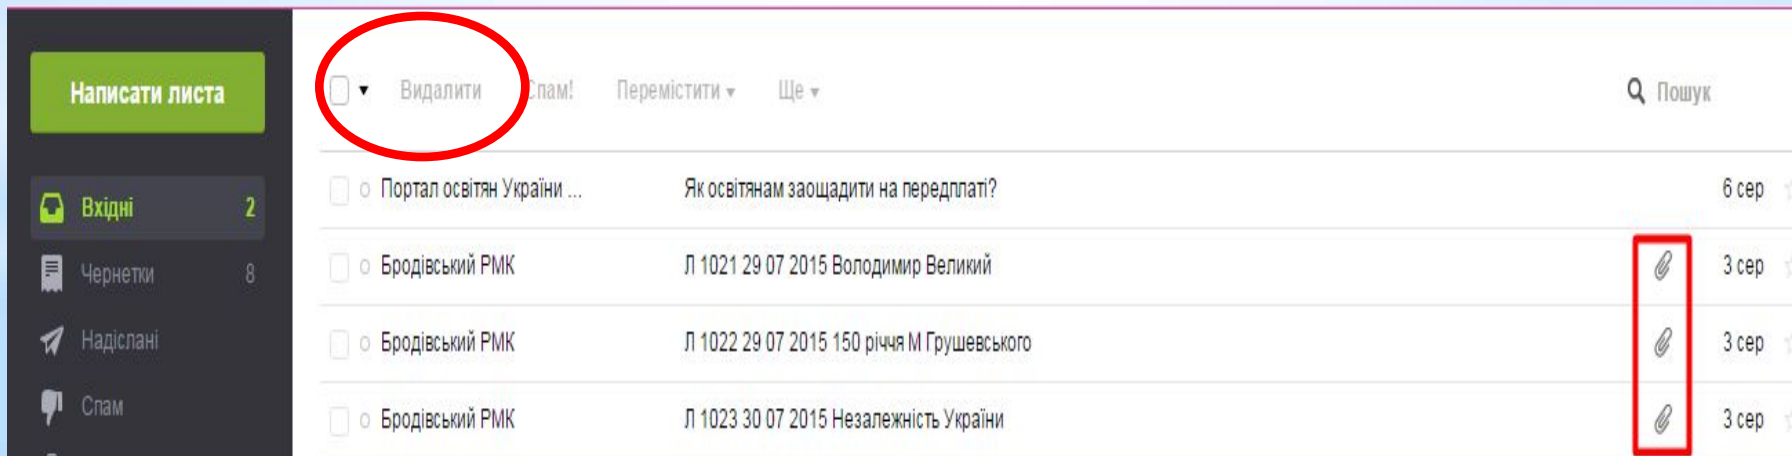 Написати листа
Вхідні 2
Чернетки 8
Надіслані
Спам
Видалити Спам! Перемістити Ще Пошук
Портал освітян України ... Як освітянам заощадити на передплаті? 6 сер
Бродівський РМК Л 1021 29 07 2015 Володимир Великий 3 сер
Бродівський РМК Л 1022 29 07 2015 150 річчя М Грушевського 3 сер
Бродівський РМК Л 1023 30 07 2015 Незалежність України 3 сер